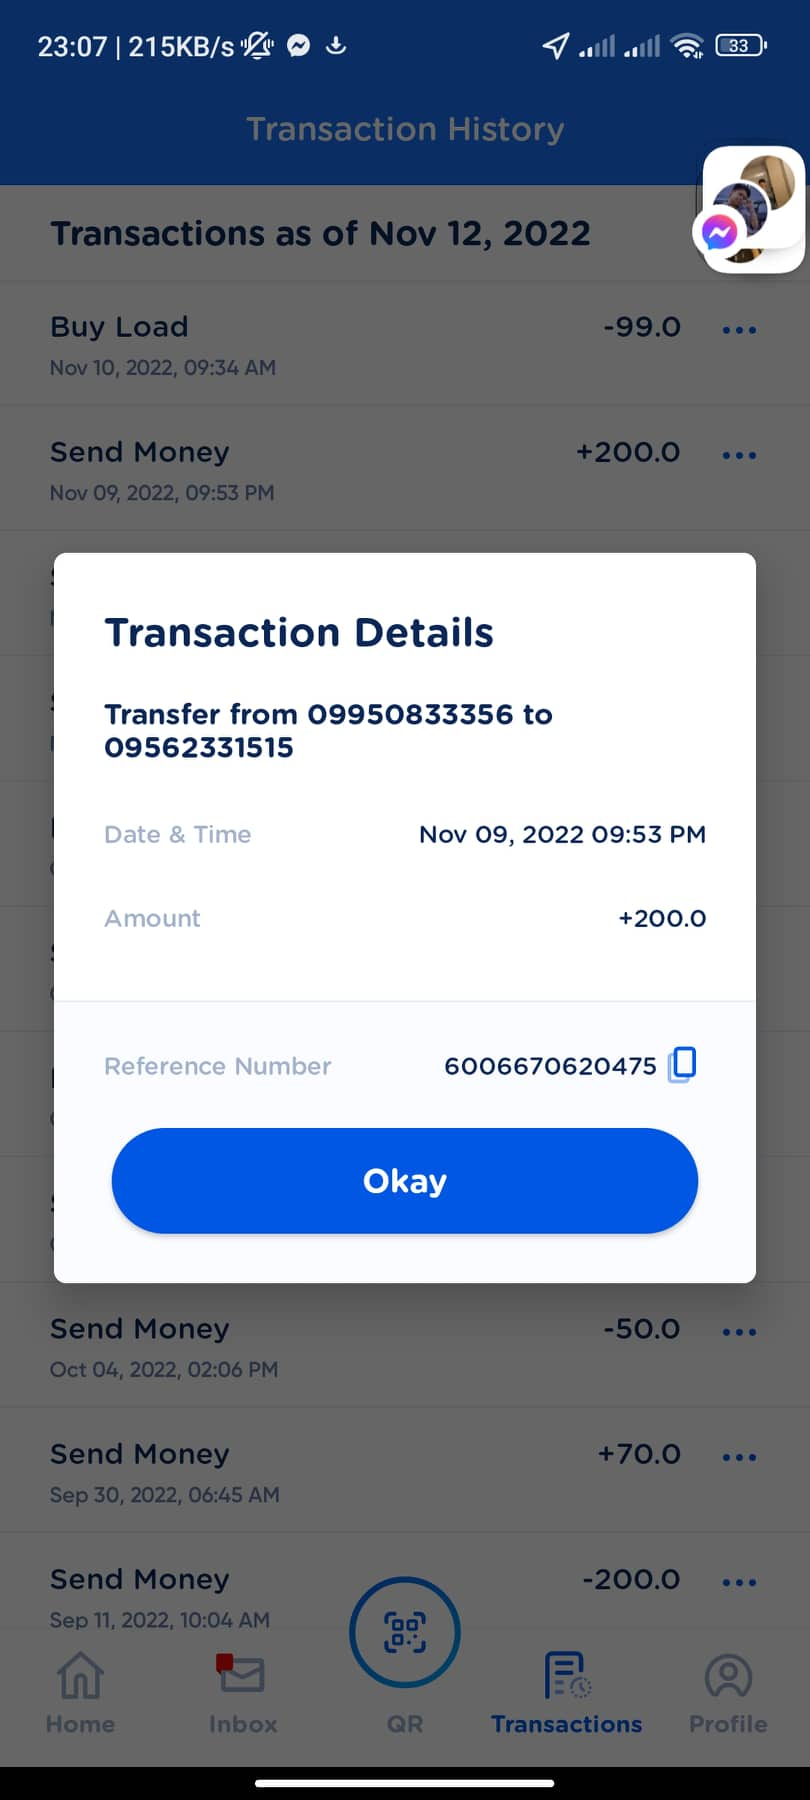 23:07 | 215KB/s
33
Transaction History
Transactions as of Nov 12, 2022
Buy Load -99.0
Nov 10, 2022, 09:34 AM
Send Money +200.0
Nov 09, 2022, 09:53 PM
Transaction Details
Transfer from 09950833356 to
09562331515
Date & Time Nov 09, 2022 09:53 PM
Amount +200.0
Reference Number 6006670620475
Okay
Send Money -50.0
Oct 04, 2022, 02:06 PM
Send Money +70.0
Sep 30, 2022, 06:45 AM
Send Money -200.0
Sep 11, 2022, 10:04 AM
Home Inbox QR Transactions Profile